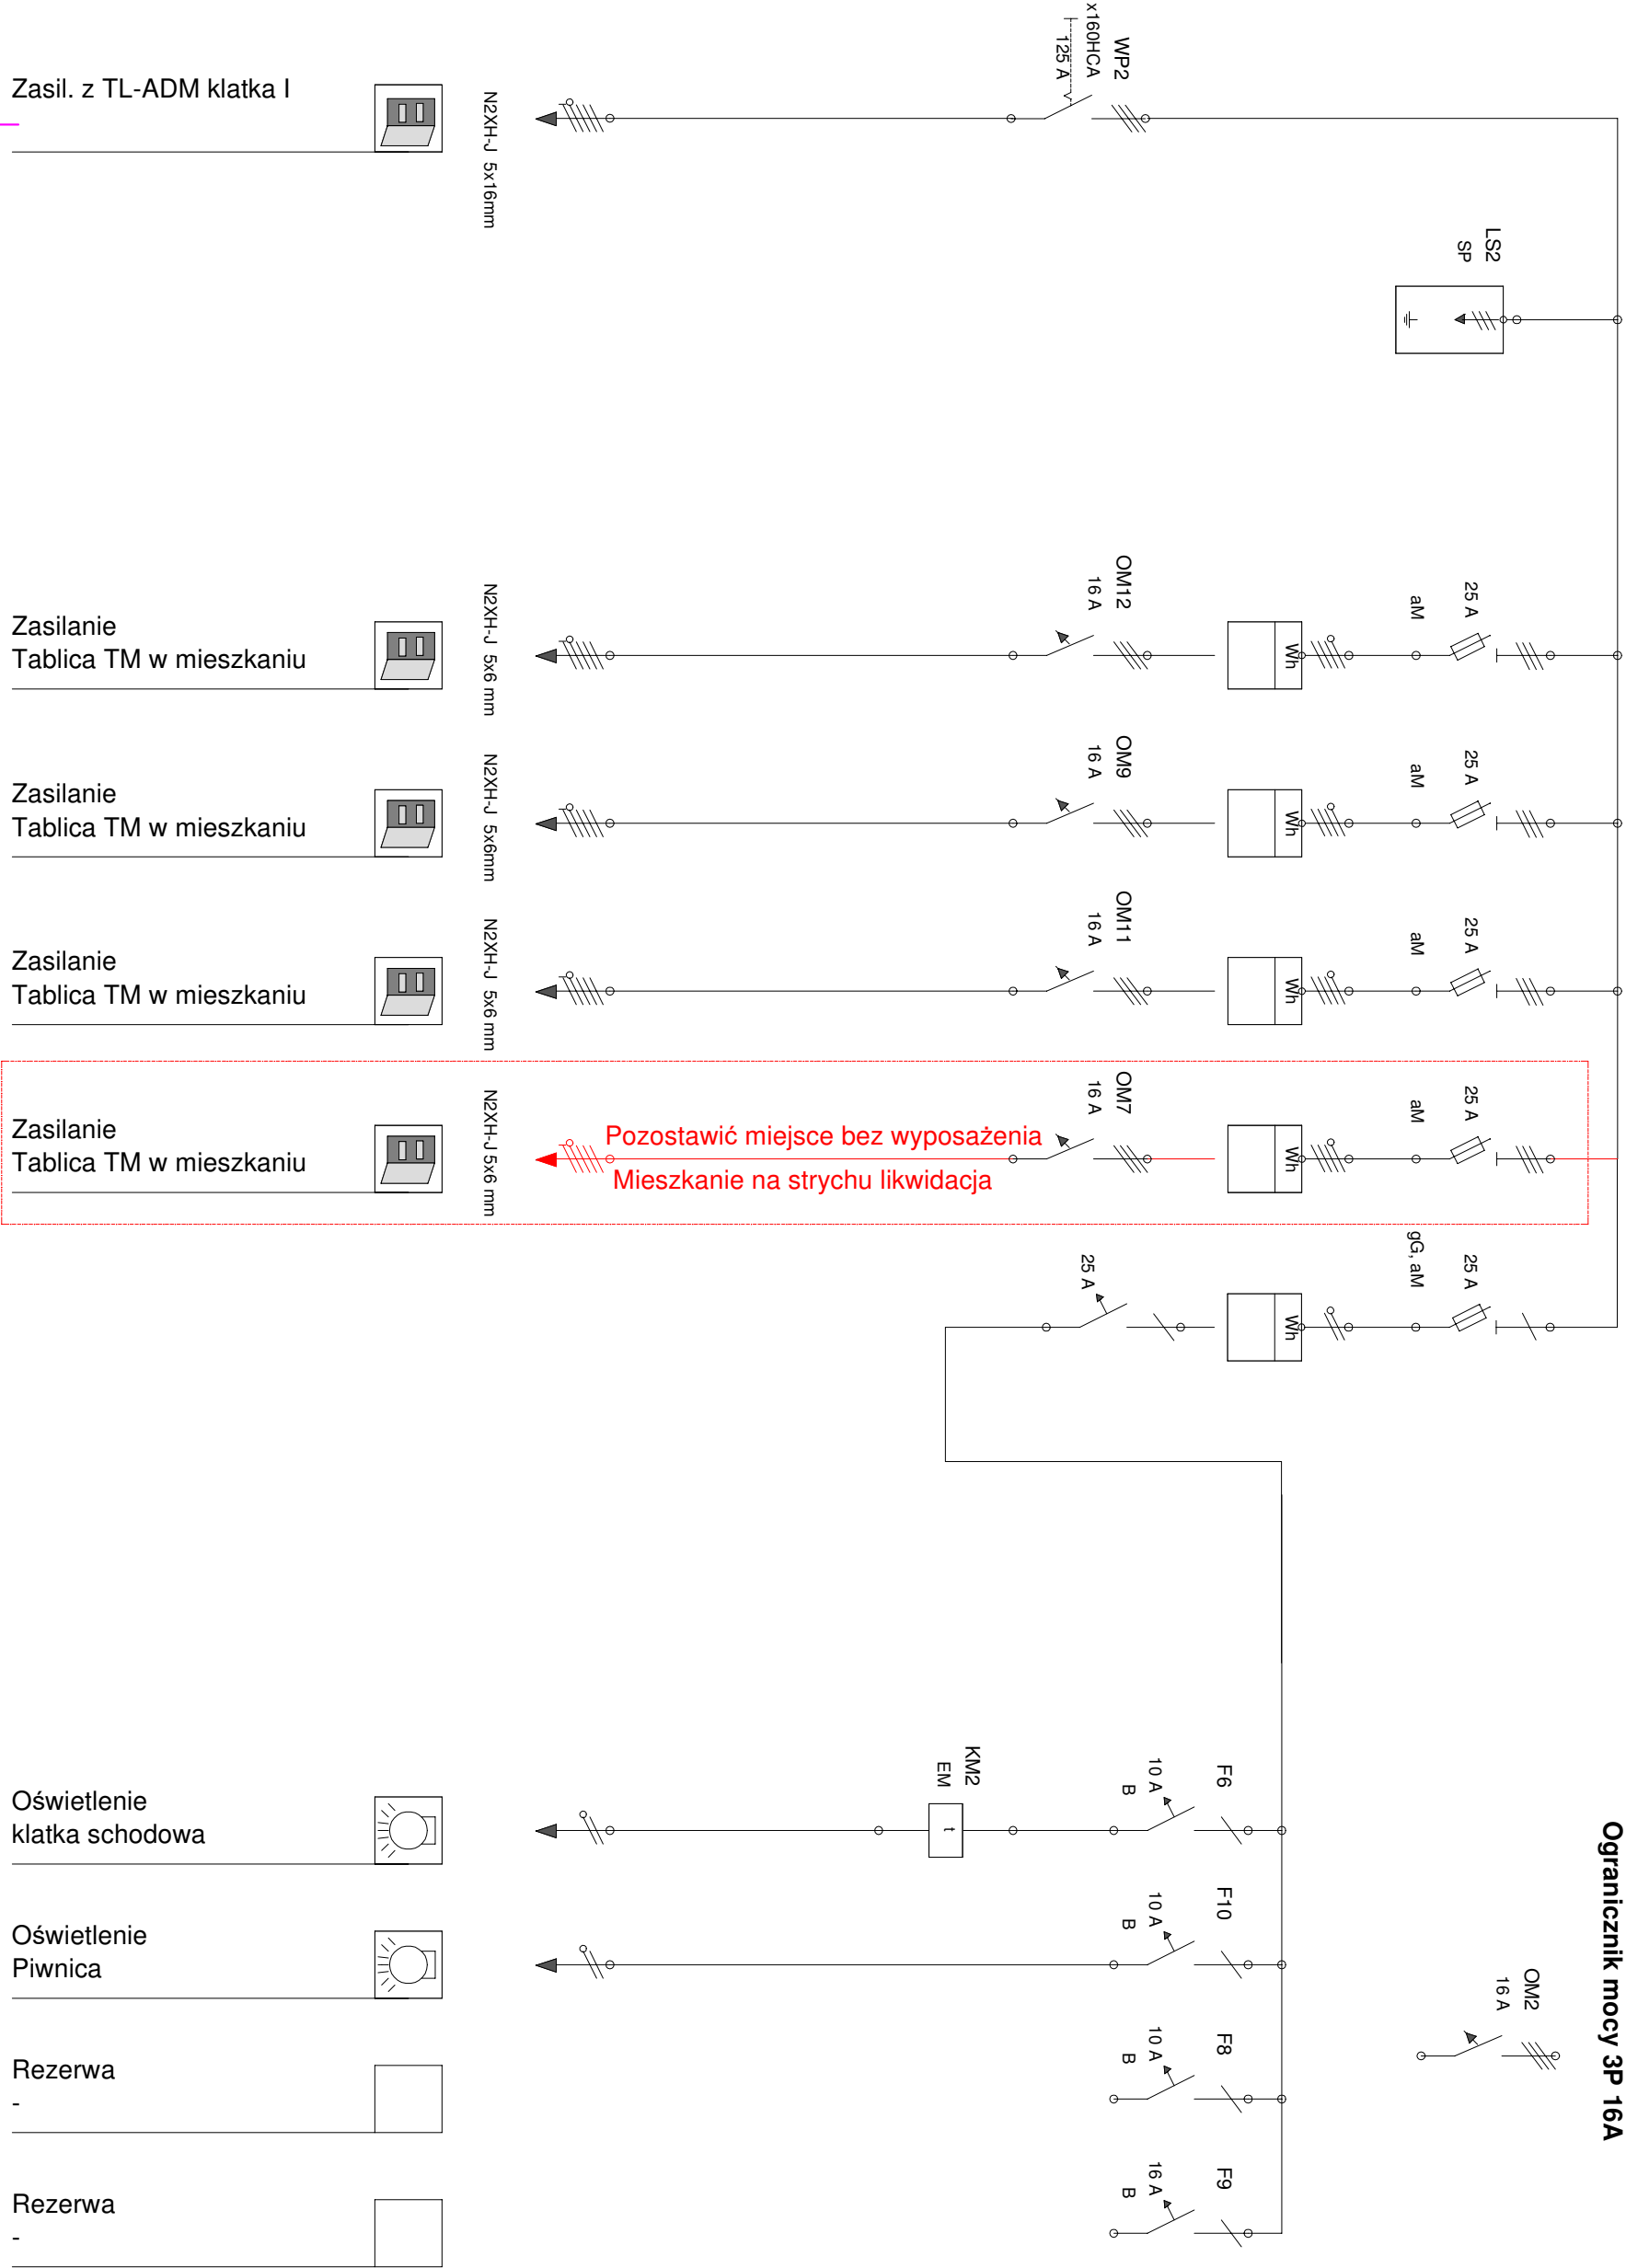 Zasil. z TL-ADM klatka I
N2XH-J 5x16mm
WP2
x160HCA
125 A
LS2
SP
Zasilanie
Tablica TM w mieszkaniu
N2XH-J 5x6 mm
OM12
16 A
Wh
25 A
aM
Zasilanie
Tablica TM w mieszkaniu
N2XH-J 5x6mm
OM9
16 A
Wh
25 A
aM
Zasilanie
Tablica TM w mieszkaniu
N2XH-J 5x6 mm
OM11
16 A
Wh
25 A
aM
Zasilanie
Tablica TM w mieszkaniu
N2XH-J 5x6 mm
Pozostawić miejsce bez wyposażenia
Mieszkanie na strychu likwidacja
OM7
16 A
Wh
25 A
aM
25 A
Wh
25 A
gG, aM
Oświetlenie
klatka schodowa
KM2
EM
t
F6
10 A
B
Oświetlenie
Piwnica
F10
10 A
B
Rezerwa
-
F8
10 A
B
Rezerwa
-
F9
16 A
B
Ogranicznik mocy 3P 16A
OM2
16 A